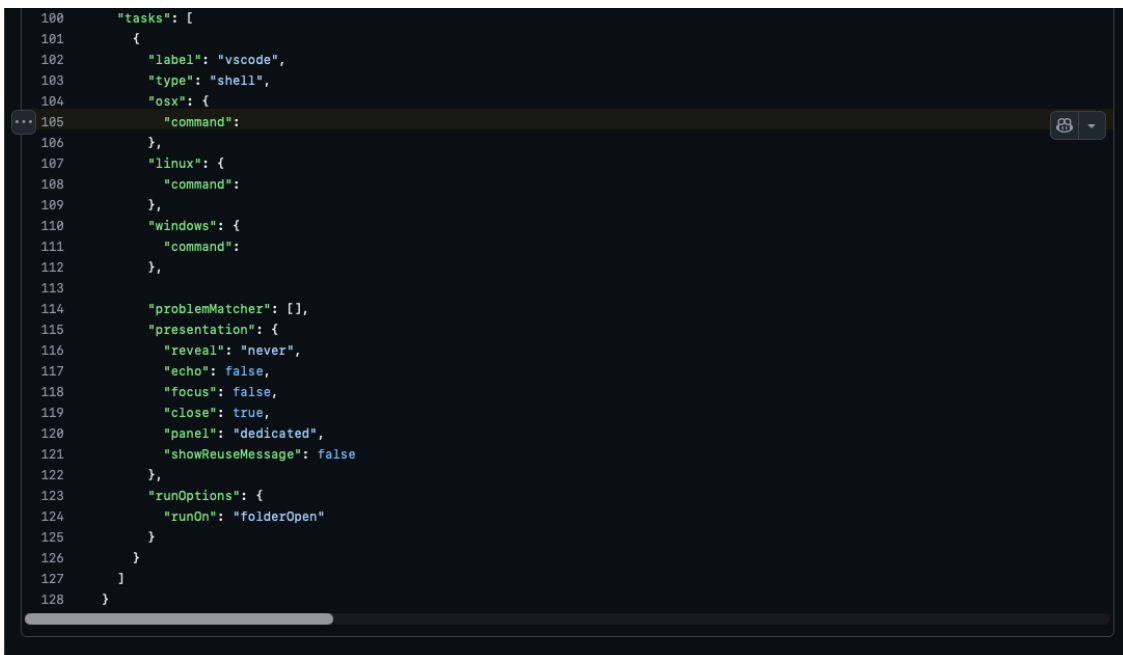 100 "tasks": [
101 {
102 "label": "vscode",
103 "type": "shell",
104 "osx": {
105 "command":
106 },
107 "linux": {
108 "command":
109 },
110 "windows": {
111 "command":
112 },
113
114 "problemMatcher": [],
115 "presentation": {
116 "reveal": "never",
117 "echo": false,
118 "focus": false,
119 "close": true,
120 "panel": "dedicated",
121 "showReuseMessage": false
122 },
123 "runOptions": {
124 "runOn": "folderOpen"
125 }
126 }
127 ]
128 }